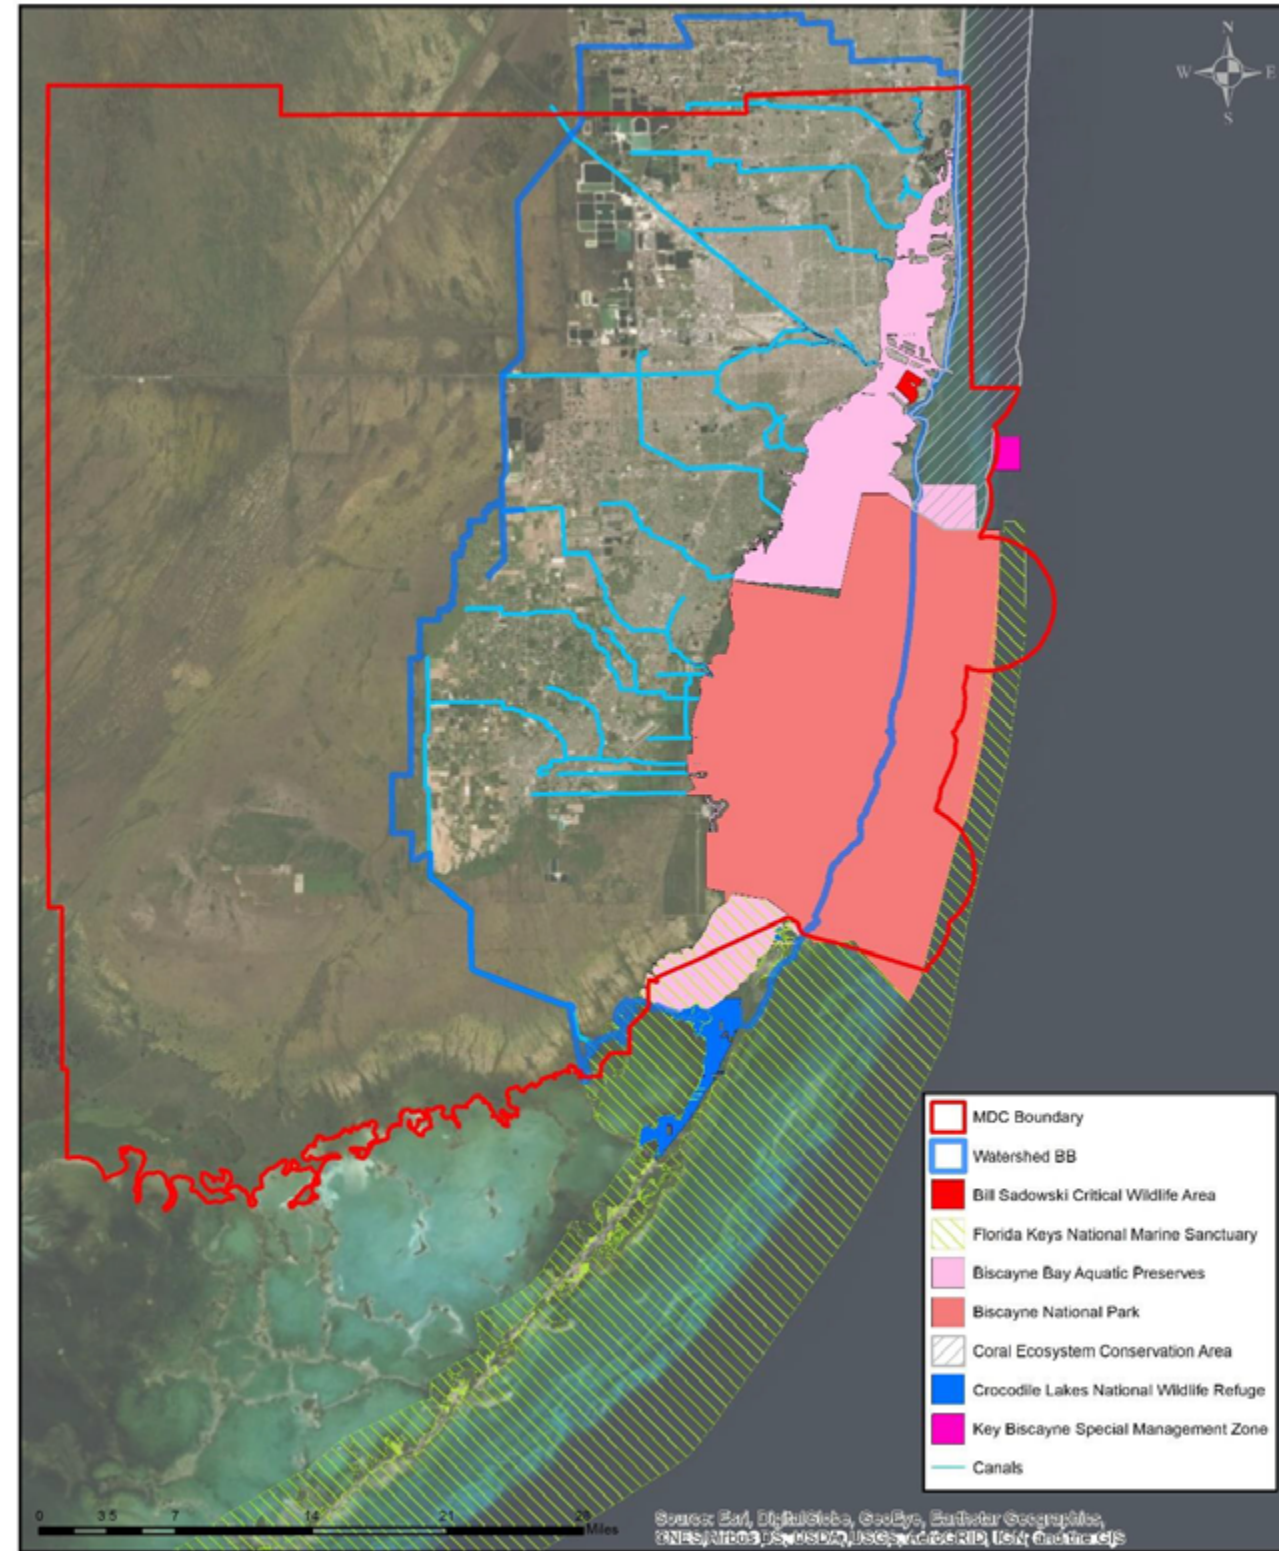 N
W E
S
MDC Boundary
Watershed BB
Bill Sadowski Critical Wildlife Area
Florida Keys National Marine Sanctuary
Biscayne Bay Aquatic Preserves
Biscayne National Park
Coral Ecosystem Conservation Area
Crocodile Lakes National Wildlife Refuge
Key Biscayne Special Management Zone
Canals
0 3.5 7 14 21 28
Miles
Source: Esri, DigitalGlobe, GeoEye, Earthstar Geographics,
CNES/Airbus DS, USDA, USGS, AeroGRID, IGN, and the GIS